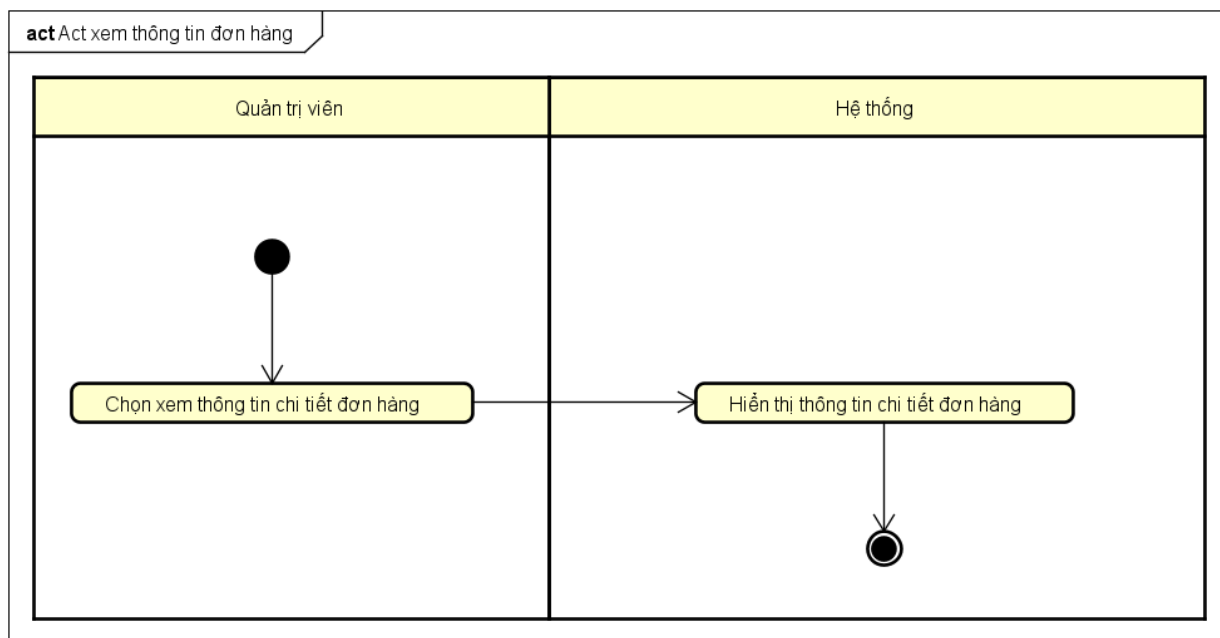 act Act xem thông tin đơn hàng
Quản trị viên
Hệ thống
Chọn xem thông tin chi tiết đơn hàng
Hiển thị thông tin chi tiết đơn hàng